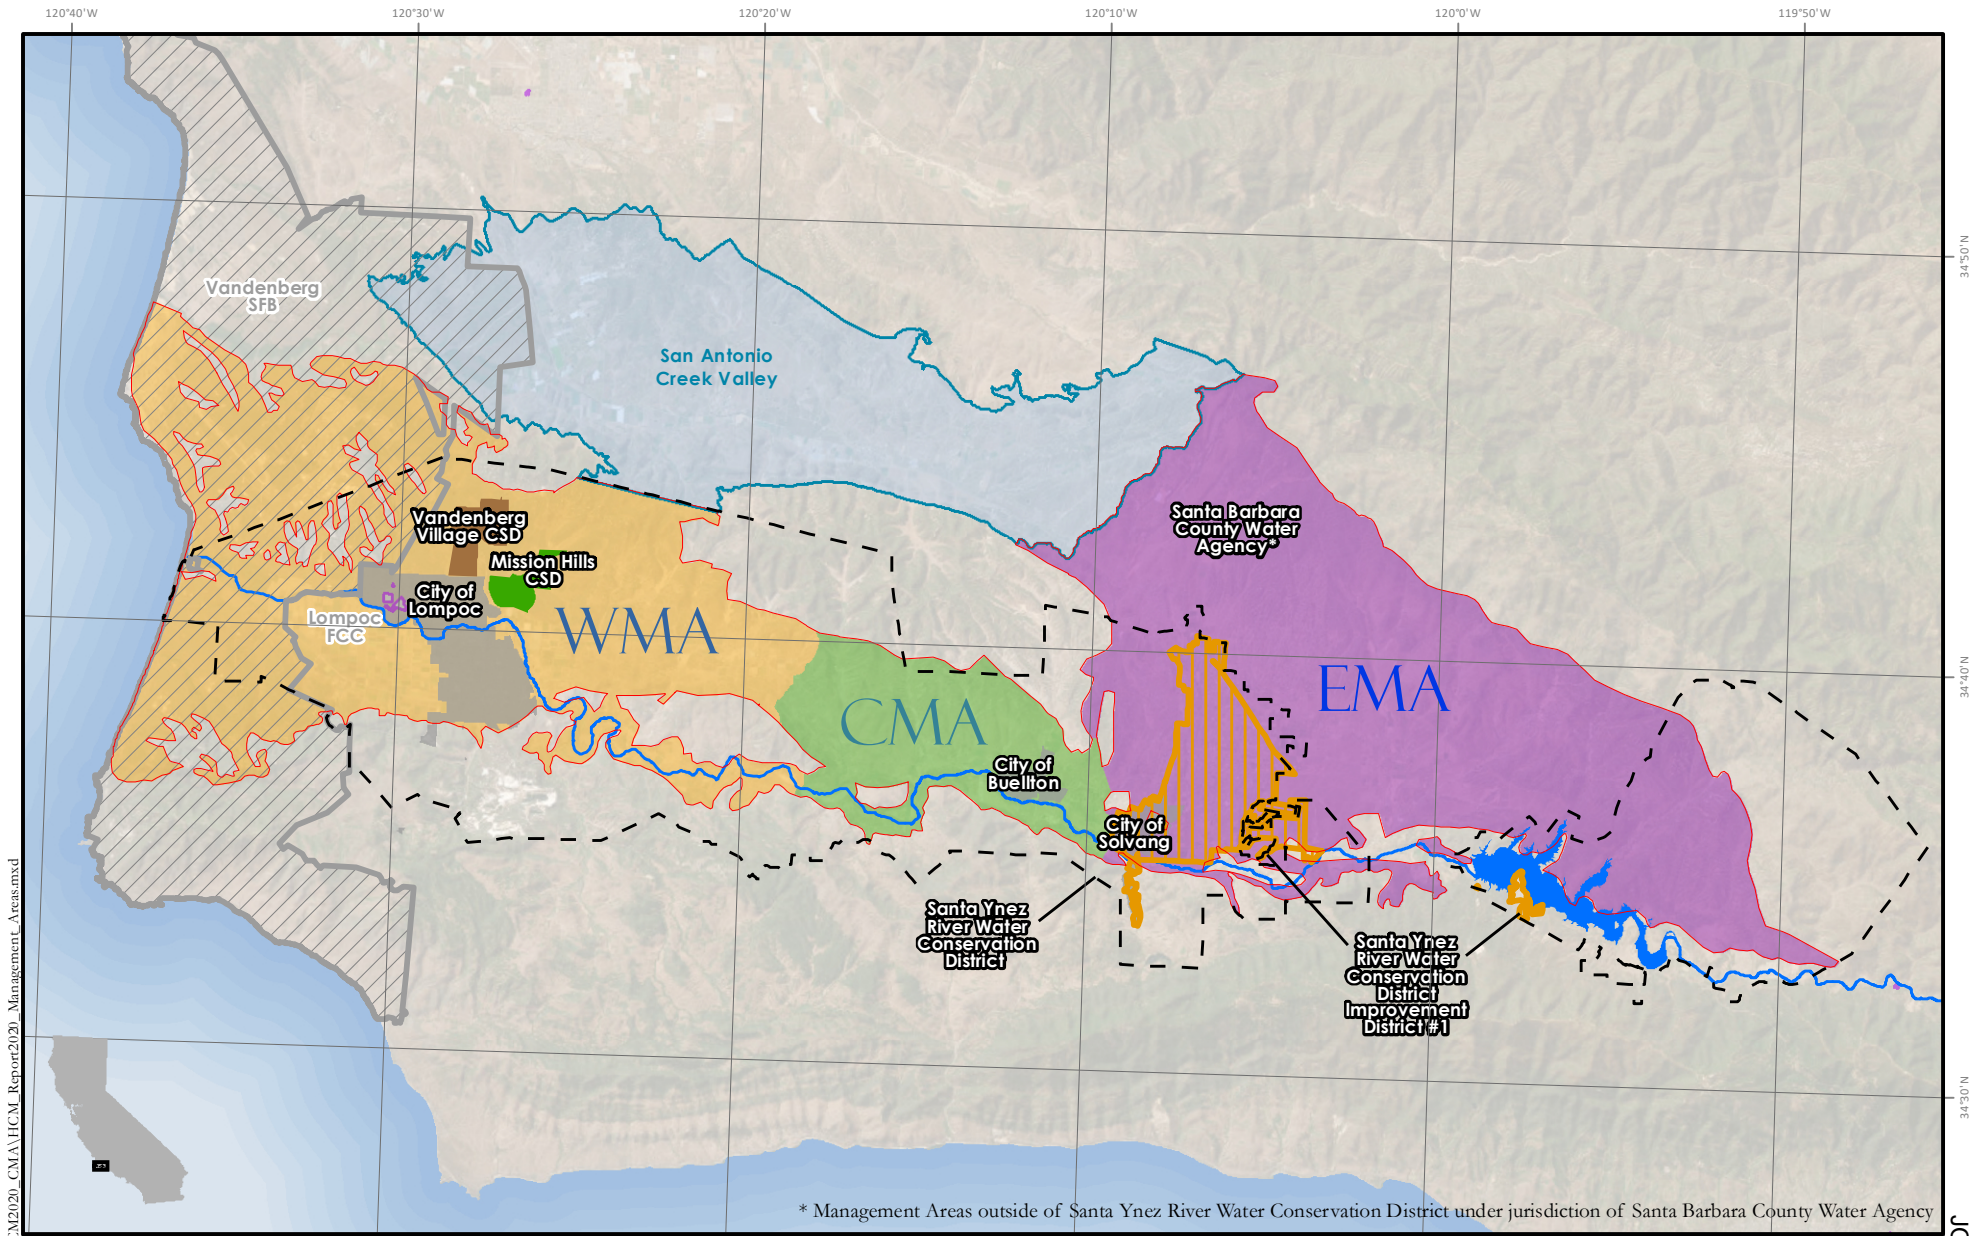 120°40'W
120°30'W
120°20'W
120°10'W
120°0'W
119°50'W
34°50'N
34°40'N
34°30'N
Vandenberg
SFB
San Antonio
Creek Valley
Santa Barbara
County Water
Agency*
Vandenberg
Village CSD
Mission Hills
CSD
City of
Lompoc
Lompoc
FCC
WMA
CMA
EMA
City of
Buellton
City of
Solvang
Santa Ynez
River Water
Conservation
District
Santa Ynez
River Water
Conservation
District
Improvement
District #1
* Management Areas outside of Santa Ynez River Water Conservation District under jurisdiction of Santa Barbara County Water Agency
M2020_CMA\HCM_Report2020_Management_Areas.mxd